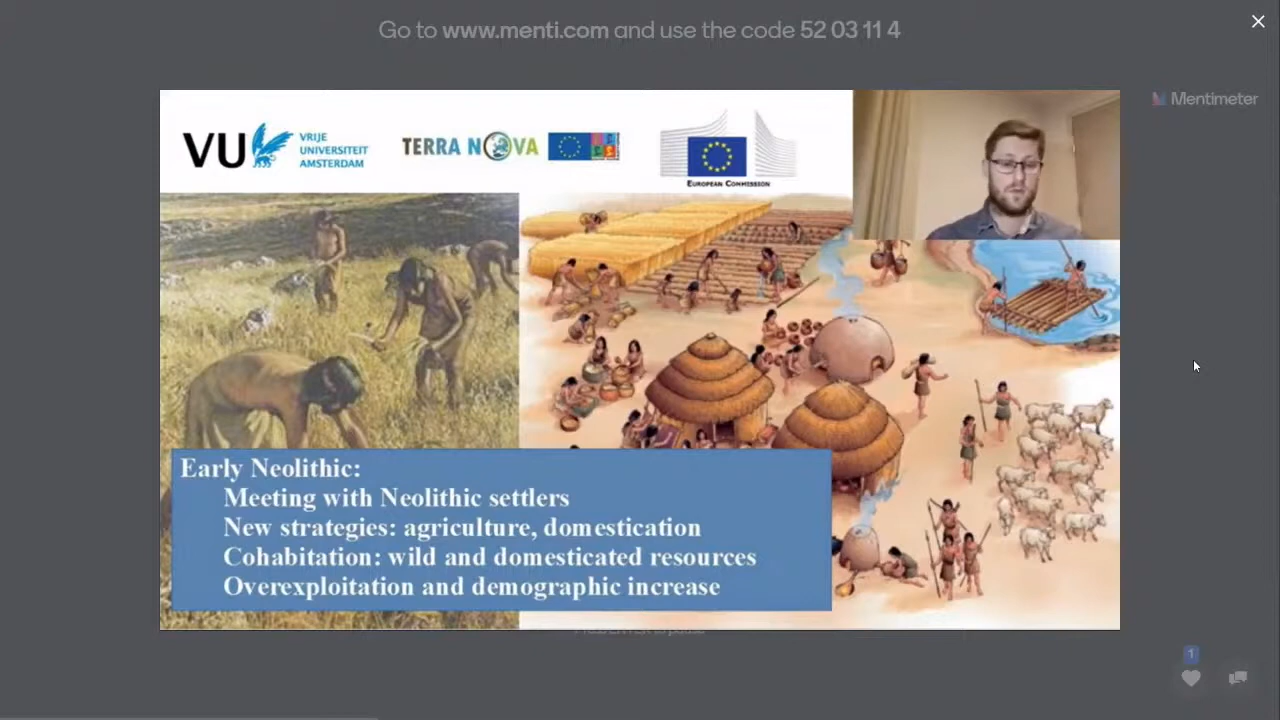 Go to www.menti.com and use the code 52 03 11 4
Mentimeter
VU VRIJE
UNIVERSITEIT
AMSTERDAM
TERRA NOVA
EUROPEAN COMMISSION
Early Neolithic:
Meeting with Neolithic settlers
New strategies: agriculture, domestication
Cohabitation: wild and domesticated resources
Overexploitation and demographic increase
to pause
1